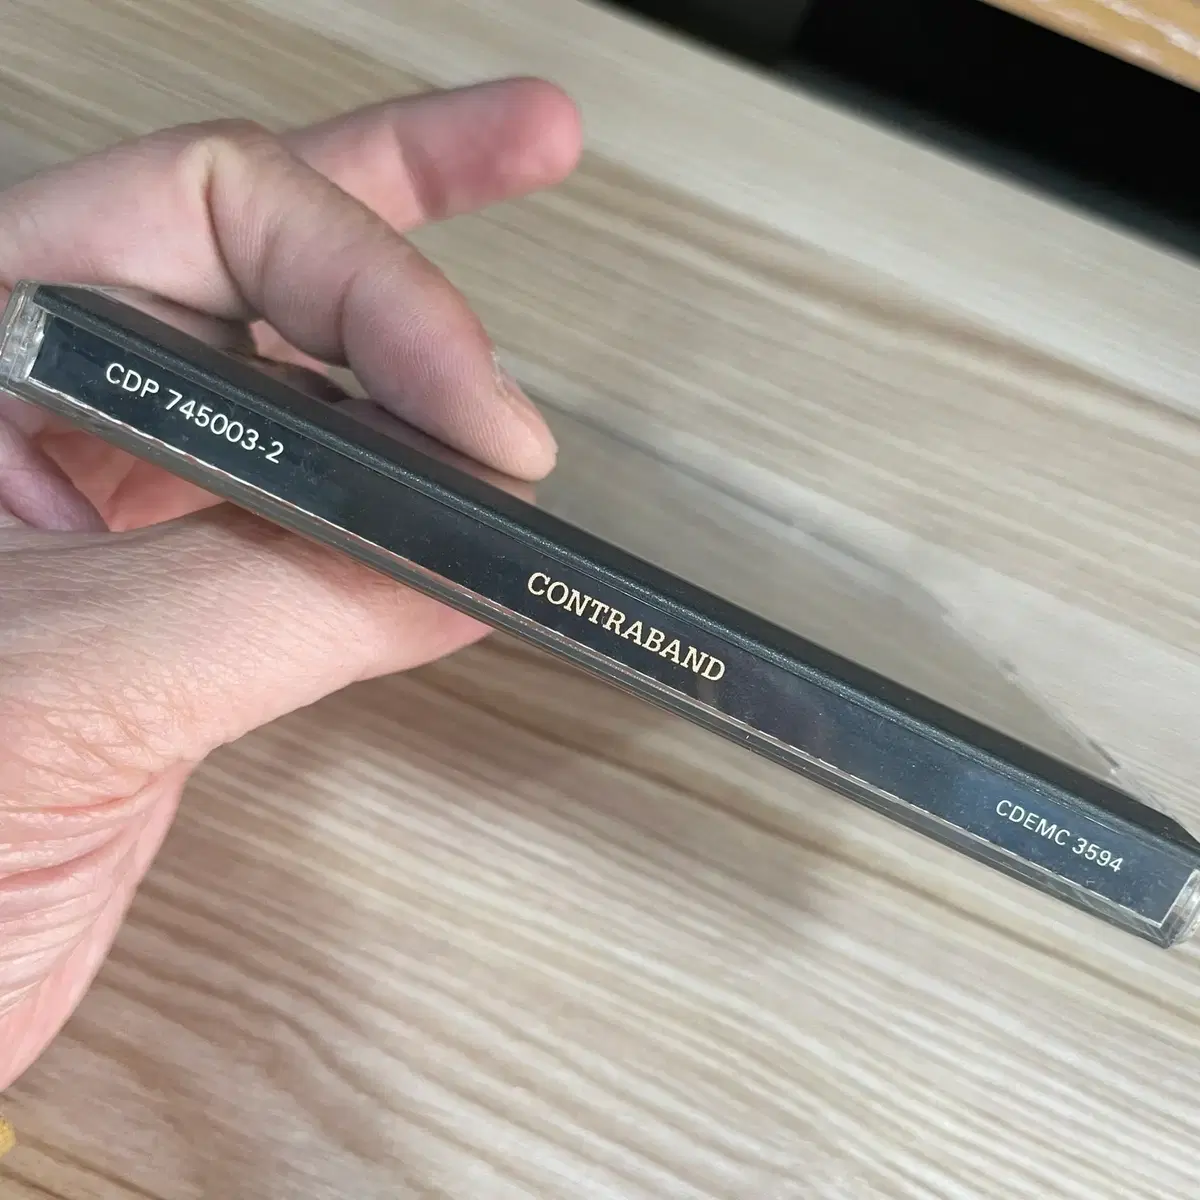 CDP 745003-2
CONTRABAND
CDEMC 3594